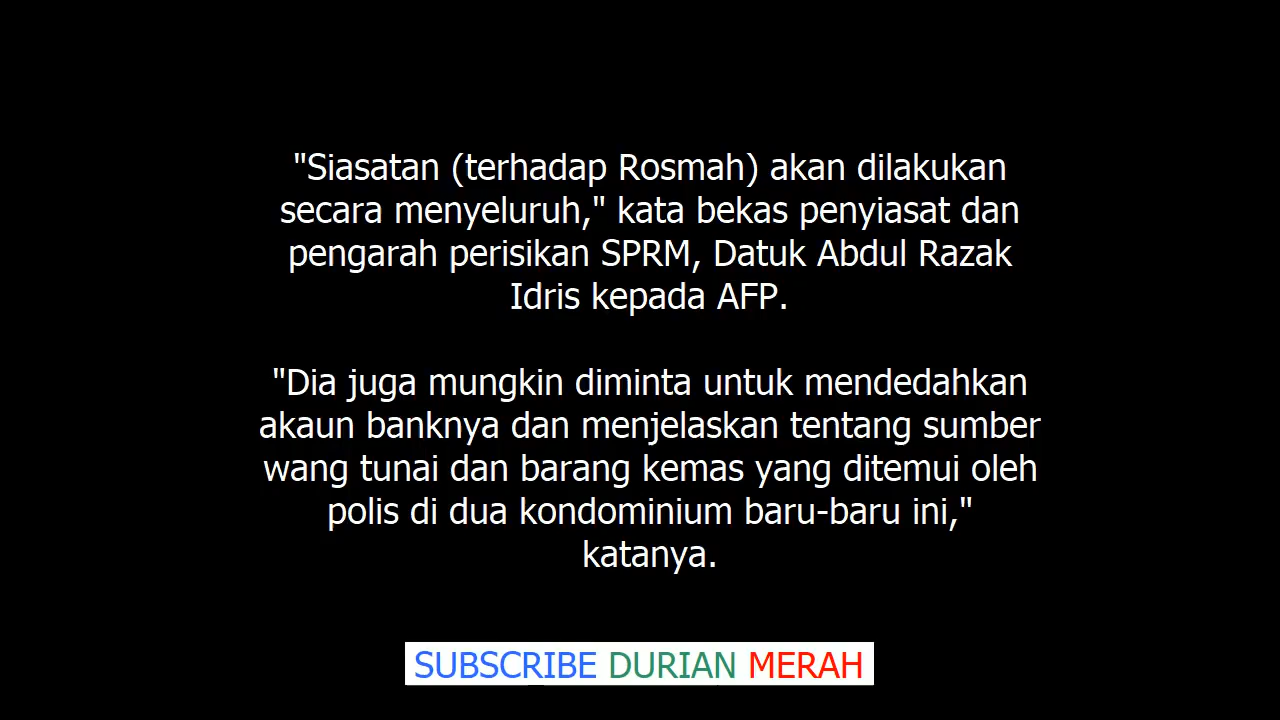 "Siasatan (terhadap Rosmah) akan dilakukan
secara menyeluruh," kata bekas penyiasat dan
pengarah perisikan SPRM, Datuk Abdul Razak
Idris kepada AFP.
"Dia juga mungkin diminta untuk mendedahkan
akaun banknya dan menjelaskan tentang sumber
wang tunai dan barang kemas yang ditemui oleh
polis di dua kondominium baru-baru ini,"
katanya.
SUBSCRIBE DURIAN MERAH